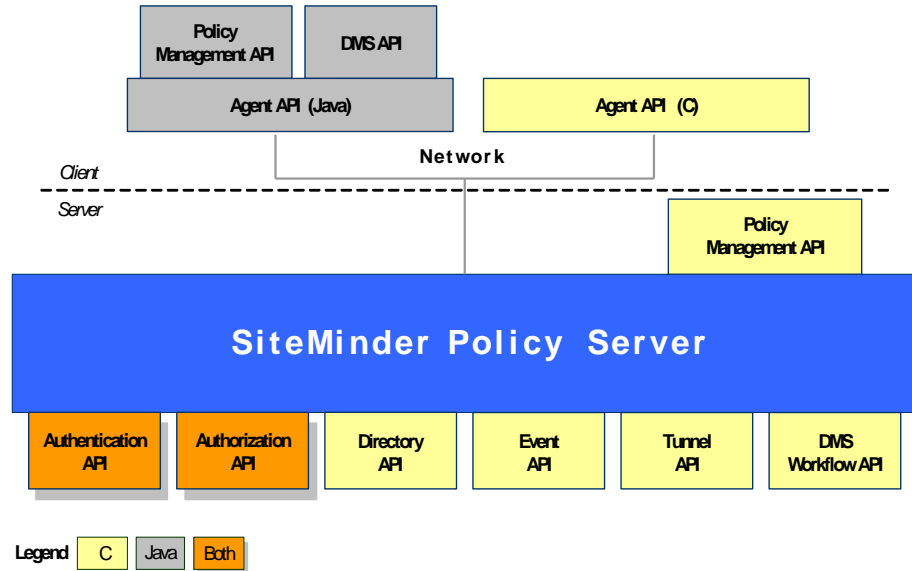 Policy
Management API
DMS API
Agent API (Java)
Agent API (C)
Network
Client
Server
Policy
Management API
SiteMinder Policy Server
Authentication
API
Authorization
API
Directory
API
Event
API
Tunnel
API
DMS
Workflow API
Legend C Java Both